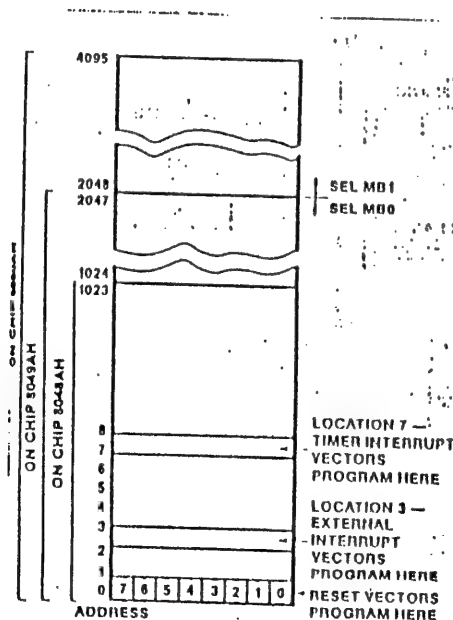 4095
2048
2047
SEL MB1
SEL MB0
1024
1023
ON CHIP 8049AH
ON CHIP 8048AH
8
7
6
5
4
3
2
1
0
7 6 5 4 3 2 1 0
ADDRESS
LOCATION 7 —
TIMER INTERRUPT
VECTORS
PROGRAM HERE
LOCATION 3 —
EXTERNAL
INTERRUPT
VECTORS
PROGRAM HERE
RESET VECTORS
PROGRAM HERE